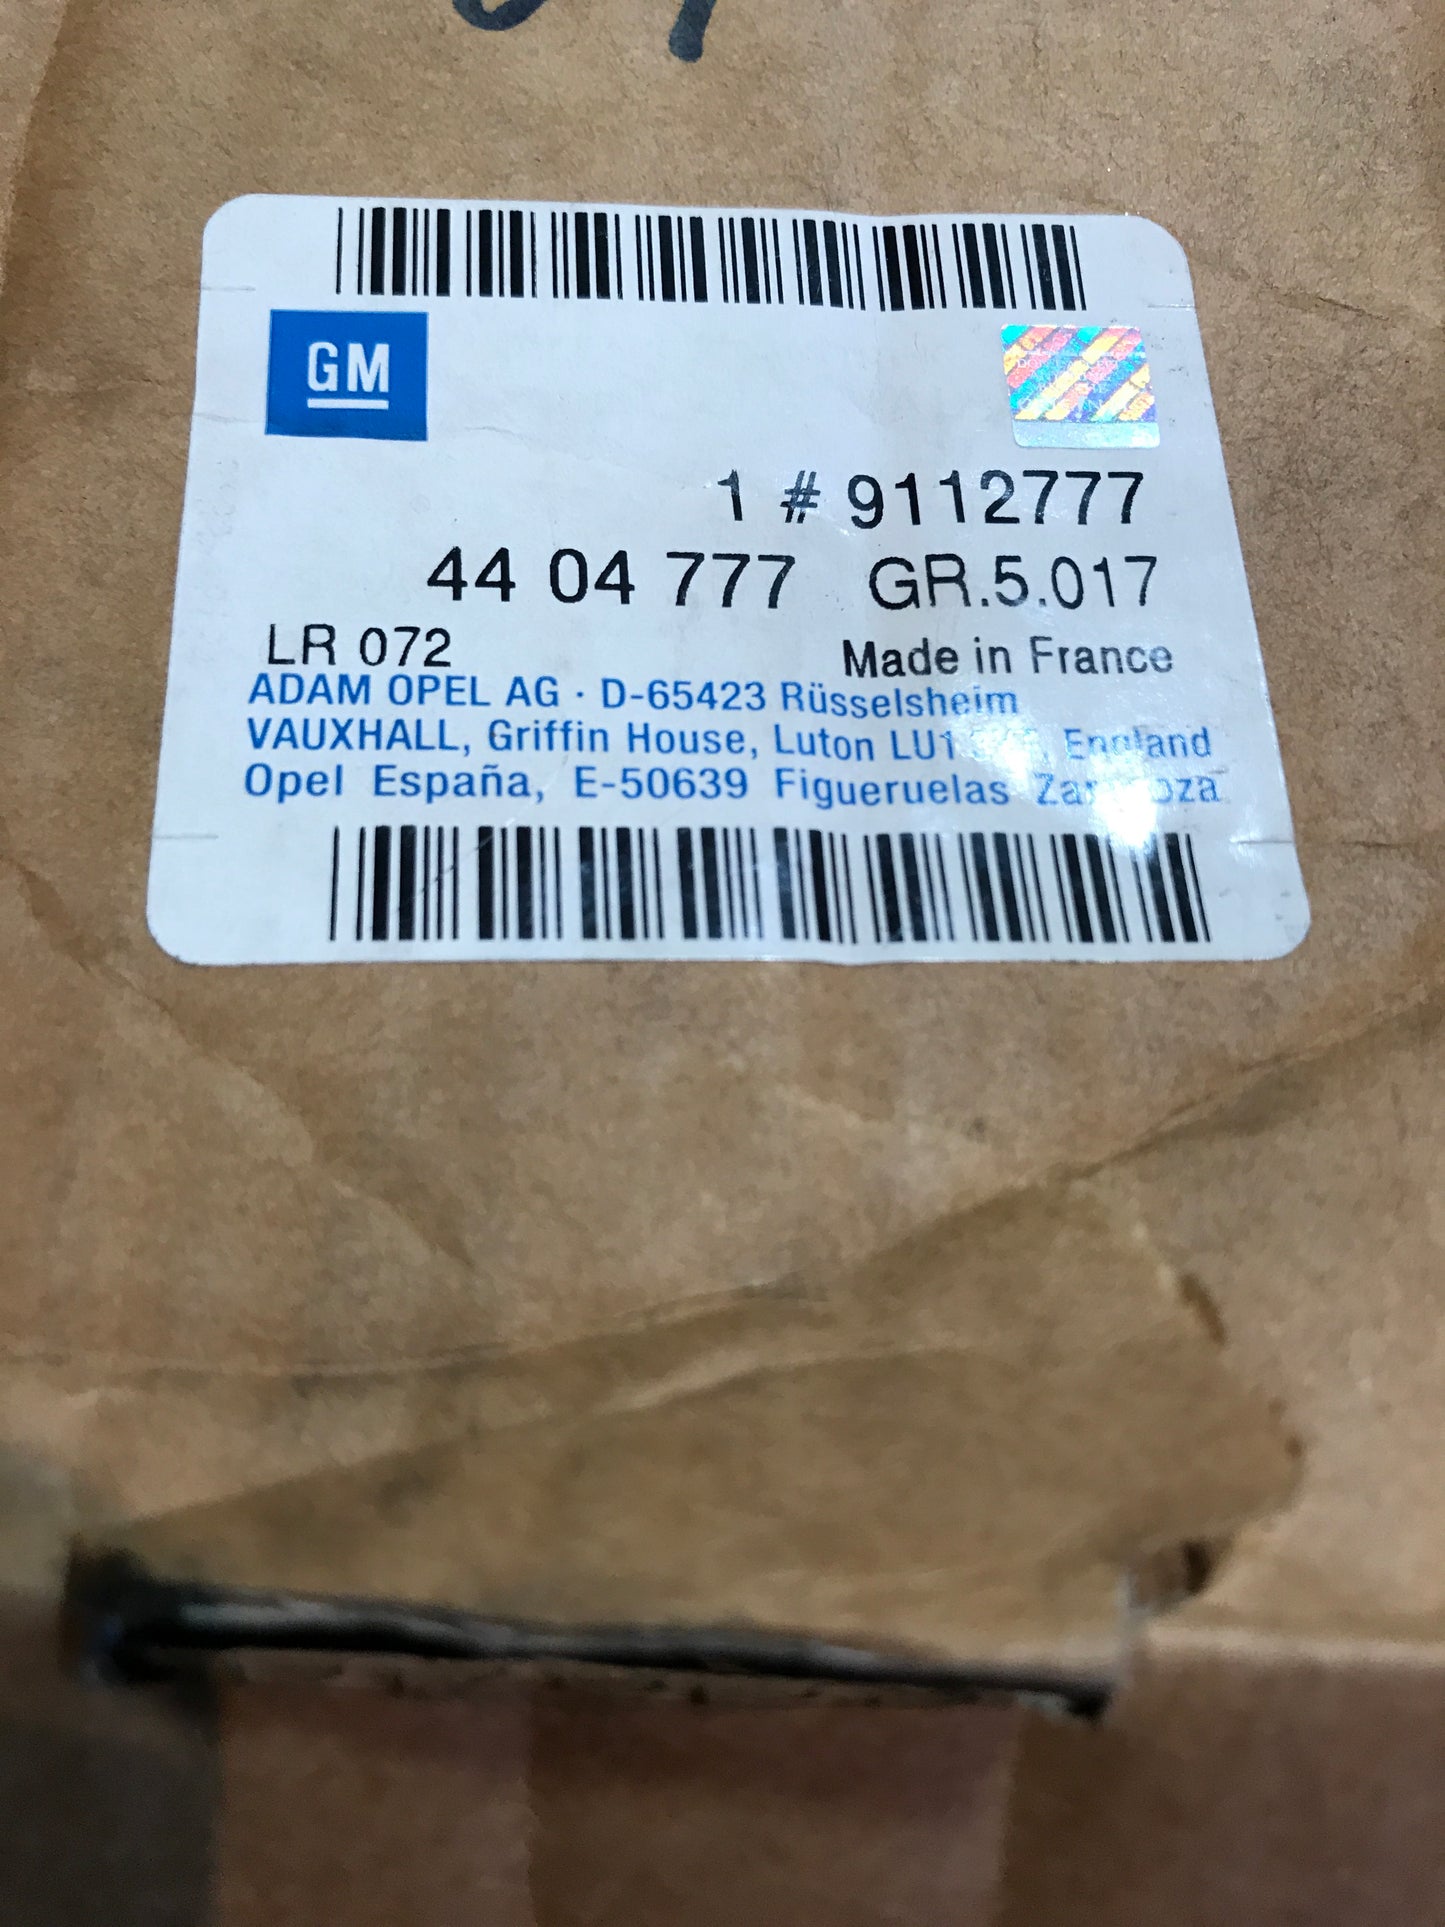 GM
1 # 9112777
44 04 777 GR.5.017
LR 072 Made in France
ADAM OPEL AG · D-65423 Rüsselsheim
VAUXHALL, Griffin House, Luton England
Opel España, E-50639 Figueruelas